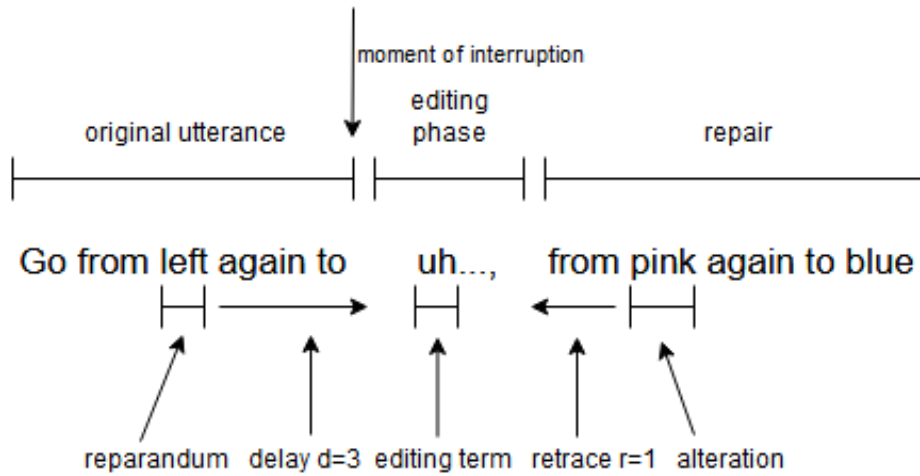 moment of interruption
original utterance
editing
phase
repair
Go from left again to uh..., from pink again to blue
reparandum delay d=3 editing term retrace r=1 alteration